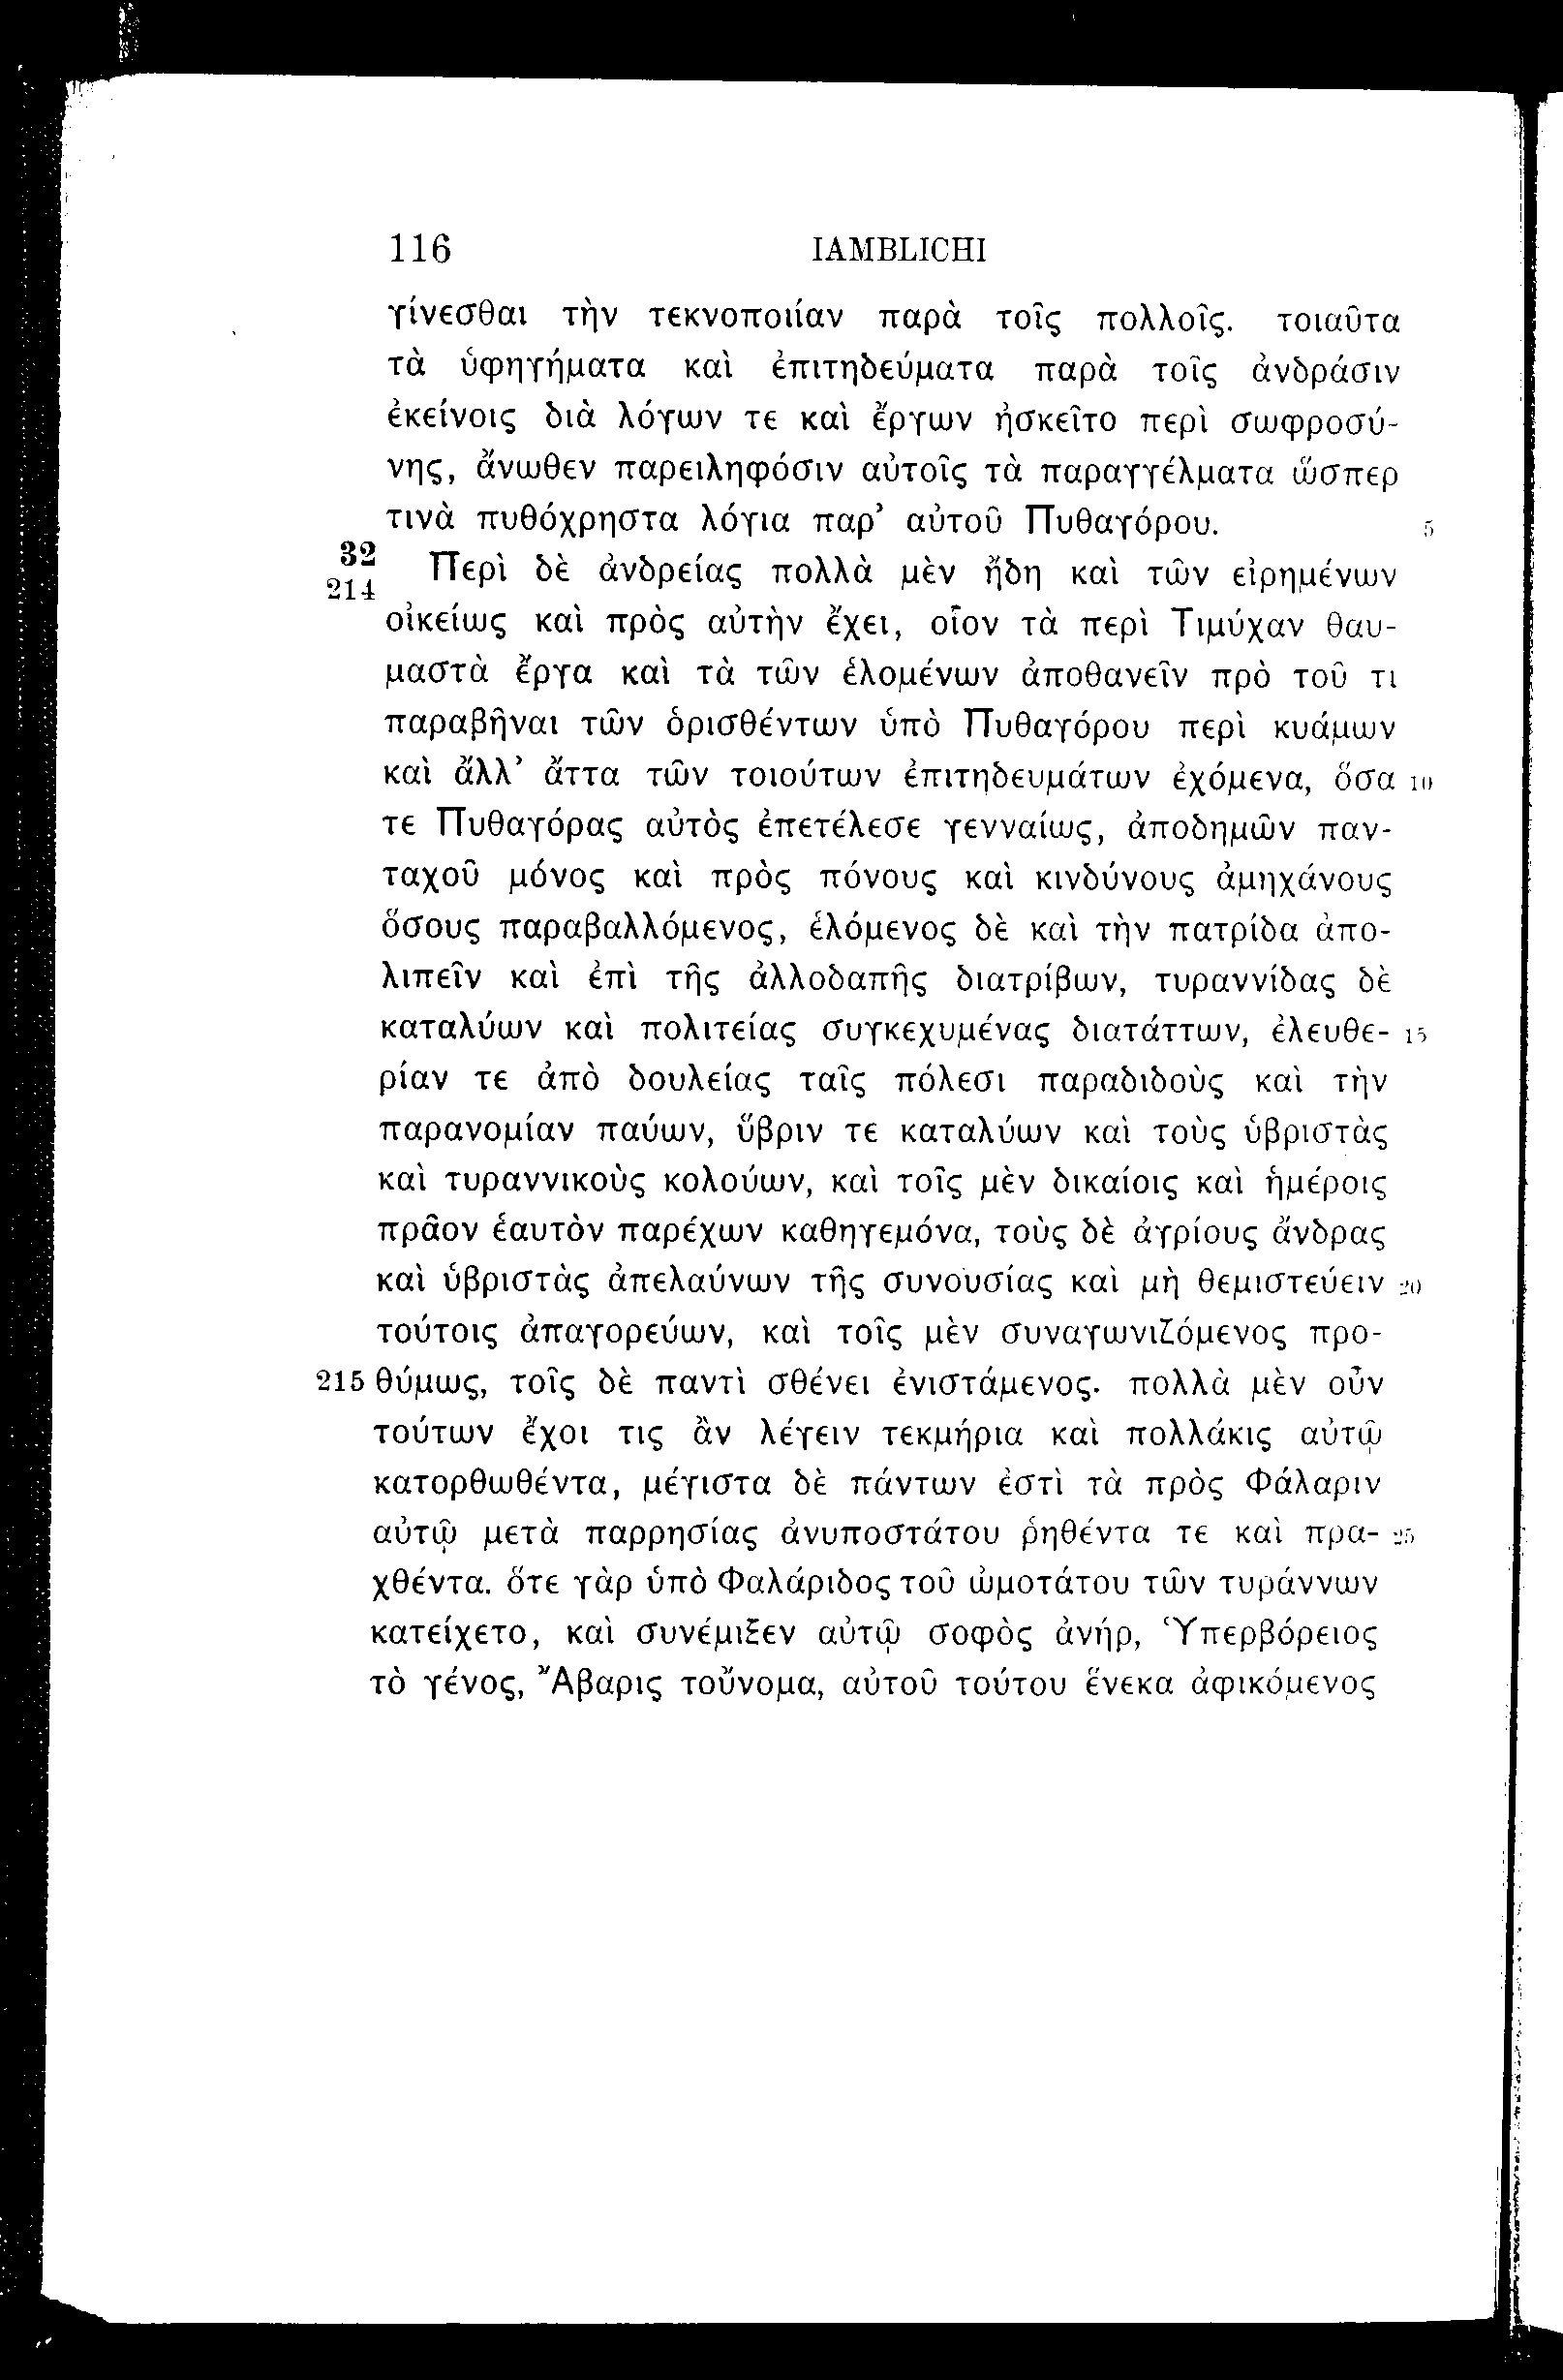 116 IAMBLICHI
γίνεσθαι τὴν τεκνοποιίαν παρὰ τοῖς πολλοῖς. τοιαῦτα
τὰ ὑφηγήματα καὶ ἐπιτηδεύματα παρὰ τοῖς ἀνδράσιν
ἐκείνοις διὰ λόγων τε καὶ ἔργων ἠσκεῖτο περὶ σωφροσύ-
νης, ἄνωθεν παρειληφόσιν αὐτοῖς τὰ παραγγέλματα ὥσπερ
τινὰ πυθόχρηστα λόγια παρ’ αὐτοῦ Πυθαγόρου. 5
32 Περὶ δὲ ἀνδρείας πολλὰ μὲν ἤδη καὶ τῶν εἰρημένων
214 οἰκείως καὶ πρὸς αὐτὴν ἔχει, οἷον τὰ περὶ Τιμύχαν θαυ-
μαστὰ ἔργα καὶ τὰ τῶν ἑλομένων ἀποθανεῖν πρὸ τοῦ τι
παραβῆναι τῶν ὁρισθέντων ὑπὸ Πυθαγόρου περὶ κυάμων
καὶ ἄλλ’ ἄττα τῶν τοιούτων ἐπιτηδευμάτων ἐχόμενα, ὅσα 10
τε Πυθαγόρας αὐτὸς ἐπετέλεσε γενναίως, ἀποδημῶν παν-
ταχοῦ μόνος καὶ πρὸς πόνους καὶ κινδύνους ἀμηχάνους
ὅσους παραβαλλόμενος, ἑλόμενος δὲ καὶ τὴν πατρίδα ἀπο-
λιπεῖν καὶ ἐπὶ τῆς ἀλλοδαπῆς διατρίβων, τυραννίδας δὲ
καταλύων καὶ πολιτείας συγκεχυμένας διατάττων, ἐλευθε- 15
ρίαν τε ἀπὸ δουλείας ταῖς πόλεσι παραδιδοὺς καὶ τὴν
παρανομίαν παύων, ὕβριν τε καταλύων καὶ τοὺς ὑβριστὰς
καὶ τυραννικοὺς κολούων, καὶ τοῖς μὲν δικαίοις καὶ ἡμέροις
πρᾶον ἑαυτὸν παρέχων καθηγεμόνα, τοὺς δὲ ἀγρίους ἄνδρας
καὶ ὑβριστὰς ἀπελαύνων τῆς συνουσίας καὶ μὴ θεμιστεύειν 20
τούτοις ἀπαγορεύων, καὶ τοῖς μὲν συναγωνιζόμενος προ-
215 θύμως, τοῖς δὲ παντὶ σθένει ἐνιστάμενος. πολλὰ μὲν οὖν
τούτων ἔχοι τις ἂν λέγειν τεκμήρια καὶ πολλάκις αὐτῷ
κατορθωθέντα, μέγιστα δὲ πάντων ἐστὶ τὰ πρὸς Φάλαριν
αὐτῷ μετὰ παρρησίας ἀνυποστάτου ῥηθέντα τε καὶ πρα- 25
χθέντα. ὅτε γὰρ ὑπὸ Φαλάριδος τοῦ ὠμοτάτου τῶν τυράννων
κατείχετο, καὶ συνέμιξεν αὐτῷ σοφὸς ἀνήρ, Ὑπερβόρειος
τὸ γένος, Ἄβαρις τοὔνομα, αὐτοῦ τούτου ἕνεκα ἀφικόμενος